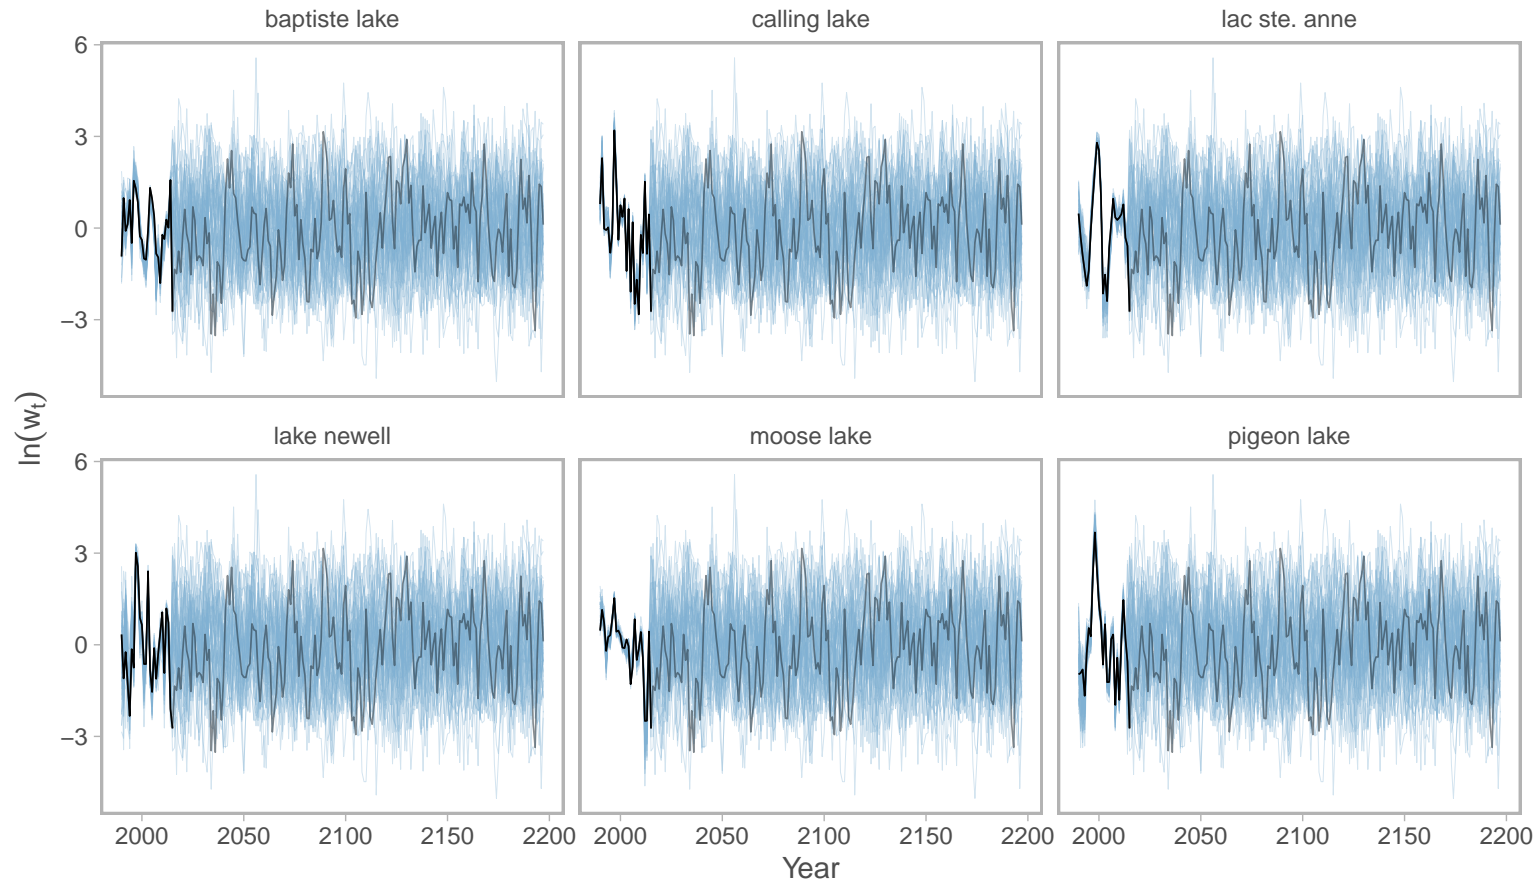 baptiste lake
calling lake
lac ste. anne
6
3
0
−3
lake newell
moose lake
pigeon lake
6
3
0
−3
2000 2050 2100 2150 2200
2000 2050 2100 2150 2200
2000 2050 2100 2150 2200
Year
ln(wt)